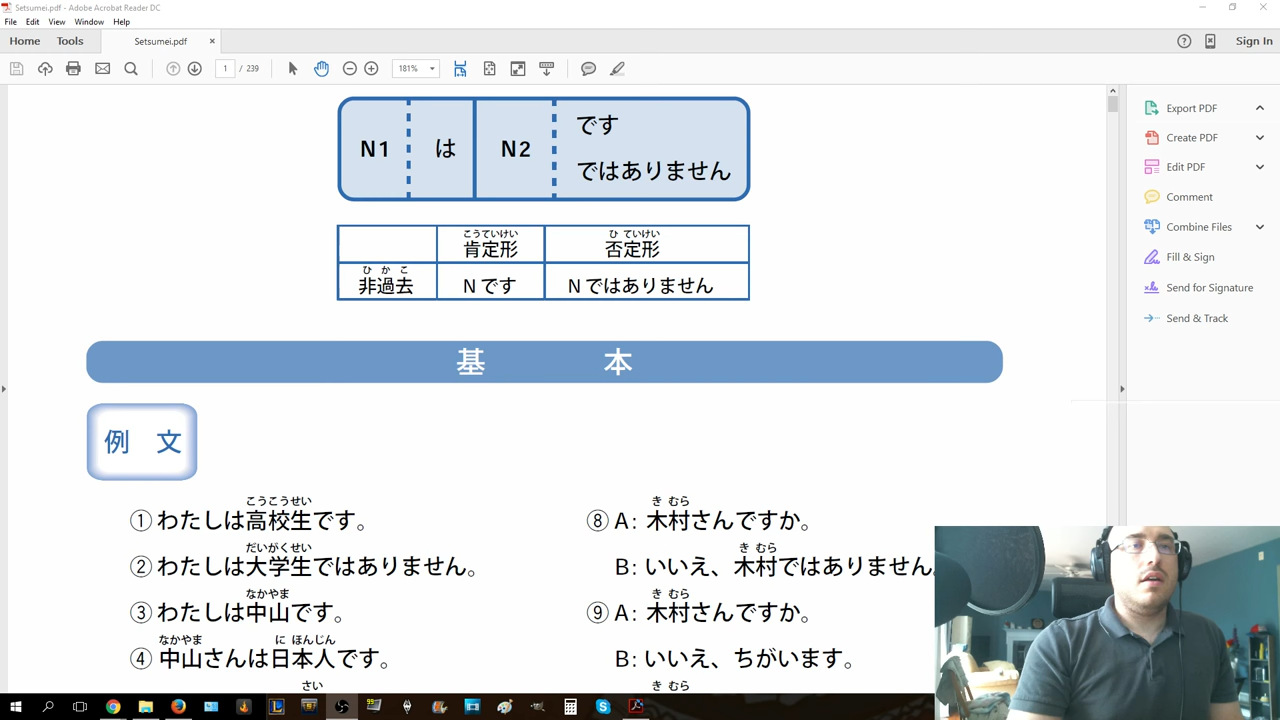 Setsumei.pdf - Adobe Acrobat Reader DC
File Edit View Window Help
Home Tools Setsumei.pdf × Sign In
1 / 239 181%
N1 は N2 です
ではありません
こうていけい ひ ていけい
肯定形 否定形
ひ か こ
非過去 N です N ではありません
基 本
例 文
こうこうせい
① わたしは高校生です。
だいがくせい
② わたしは大学生ではありません。
なかやま
③ わたしは中山です。
なかやま に ほんじん
④ 中山さんは日本人です。
さい
き むら
⑧ A: 木村さんですか。
き むら
B: いいえ、木村ではありません。
き むら
⑨ A: 木村さんですか。
B: いいえ、ちがいます。
き むら
Export PDF
Create PDF
Edit PDF
Comment
Combine Files
Fill & Sign
Send for Signature
Send & Track